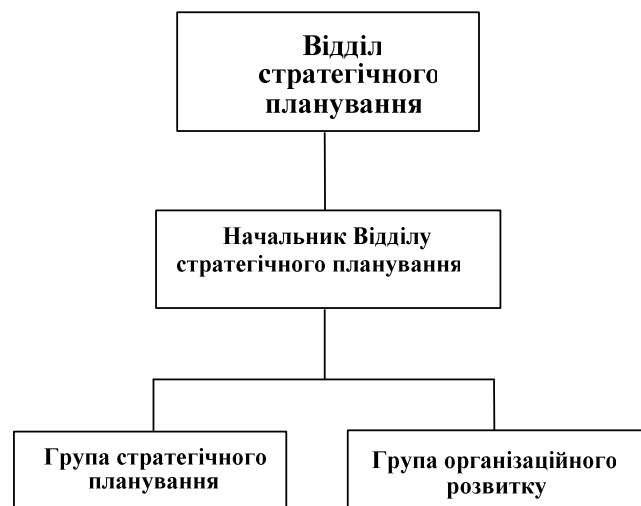 Відділ
стратегічного
планування
Начальник Відділу
стратегічного планування
Група стратегічного
планування
Група організаційного
розвитку